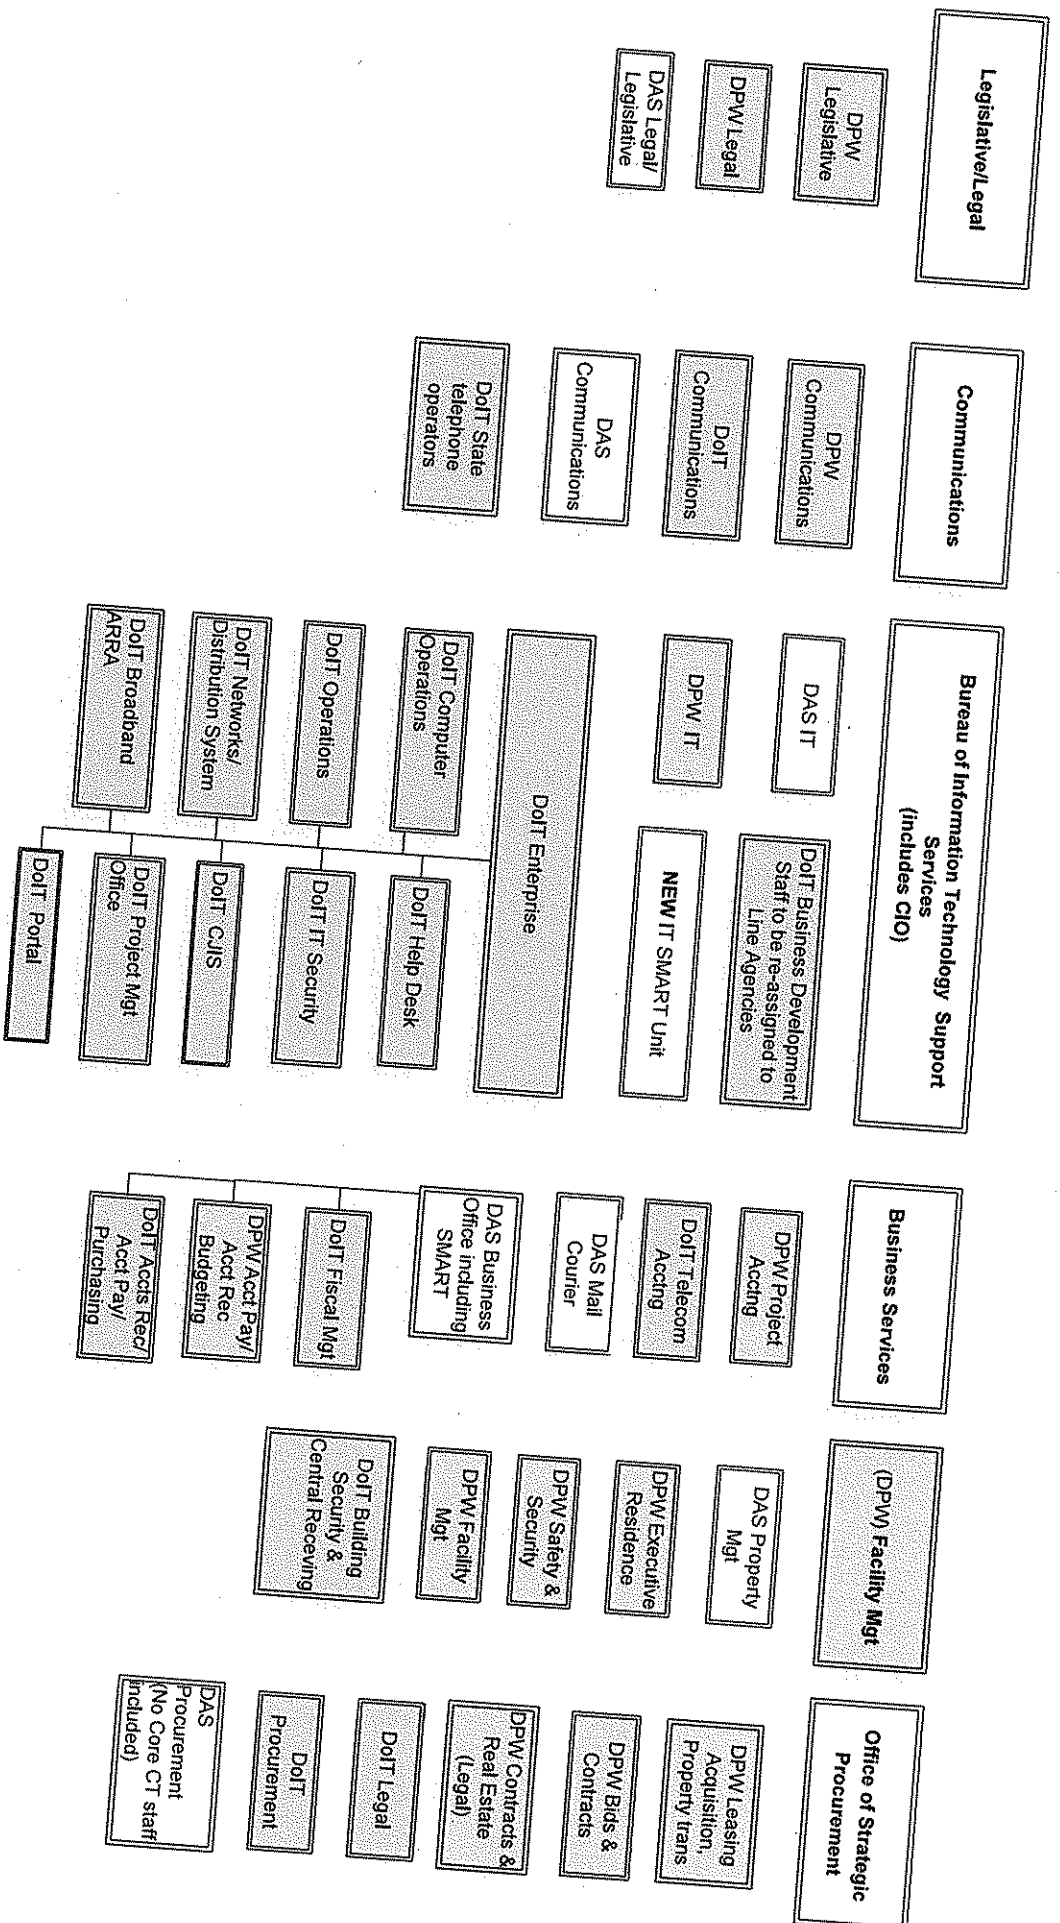 Legislative/Legal
DPW
Legislative
DPW Legal
DAS Legal/
Legislative
Communications
DPW
Communications
DoIT
Communications
DAS
Communications
DoIT State
telephone
operators
Bureau of Information Technology Support
Services
(includes CIO)
DAS IT
DoIT Business Development
Staff to be re-assigned to
Line Agencies
DPW IT
NEW IT SMART Unit
DoIT Enterprise
DoIT Computer
Operations
DoIT Help Desk
DoIT Operations
DoIT IT Security
DoIT Networks/
Distribution System
DoIT CJIS
DoIT Broadband
ARRA
DoIT Project Mgt
Office
DoIT Portal
Business Services
DPW Project
Acctng
DoIT Telecom
Acctng
DAS Mail
Courier
DAS Business
Office including
SMART
DoIT Fiscal Mgt
DPW Acct Pay/
Acct Rec
Budgeting
DoIT Accts Rec/
Acct Pay/
Purchasing
(DPW) Facility Mgt
DAS Property
Mgt
DPW Executive
Residence
DPW Safety &
Security
DPW Facility
Mgt
DoIT Building
Security &
Central Receving
Office of Strategic
Procurement
DPW Leasing
Acquisition,
Property trans
DPW Bids &
Contracts
DPW Contracts &
Real Estate
(Legal)
DoIT Legal
DoIT
Procurement
DAS
Procurement
(No Core CT staff
included)